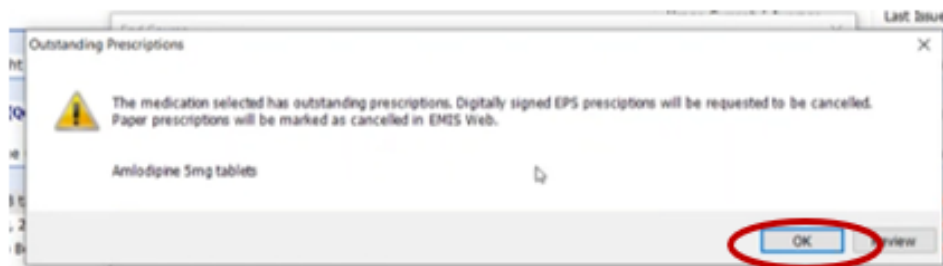 Last Issue
Outstanding Prescriptions
The medication selected has outstanding prescriptions. Digitally signed EPS presciptions will be requested to be cancelled.
Paper prescriptions will be marked as cancelled in EMIS Web.
Amlodipine 5mg tablets
OK